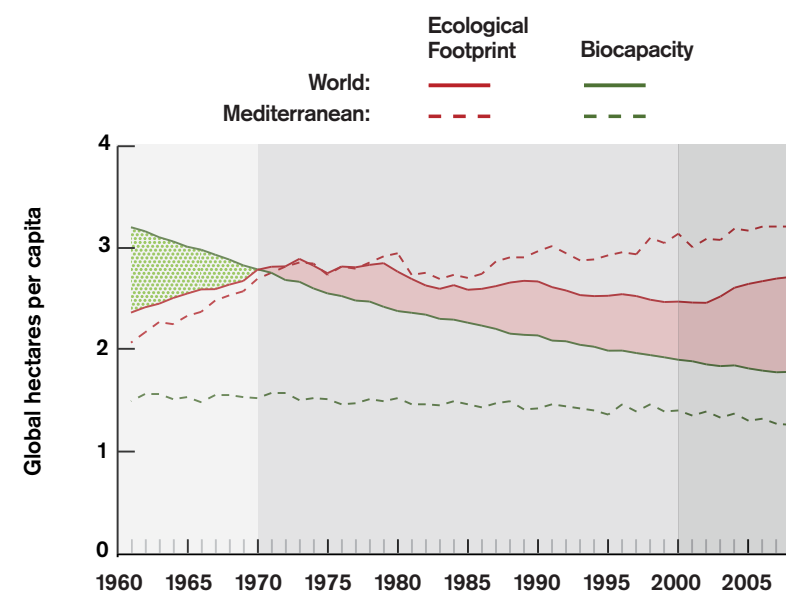 Ecological
Footprint
Biocapacity
World:
Mediterranean:
Global hectares per capita
4
3
2
1
0
1960 1965 1970 1975 1980 1985 1990 1995 2000 2005